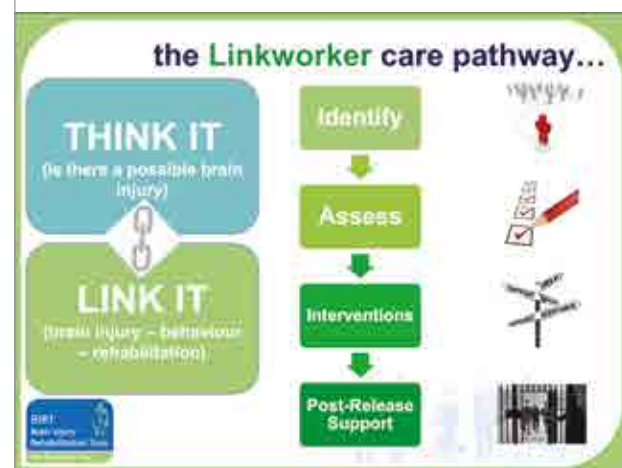 the Linkworker care pathway...
THINK IT
(is there a possible brain
injury)
LINK IT
(brain injury – behaviour
– rehabilitation)
Identify
Assess
Interventions
Post-Release
Support
BIRT
Brain Injury
Rehabilitation Trust